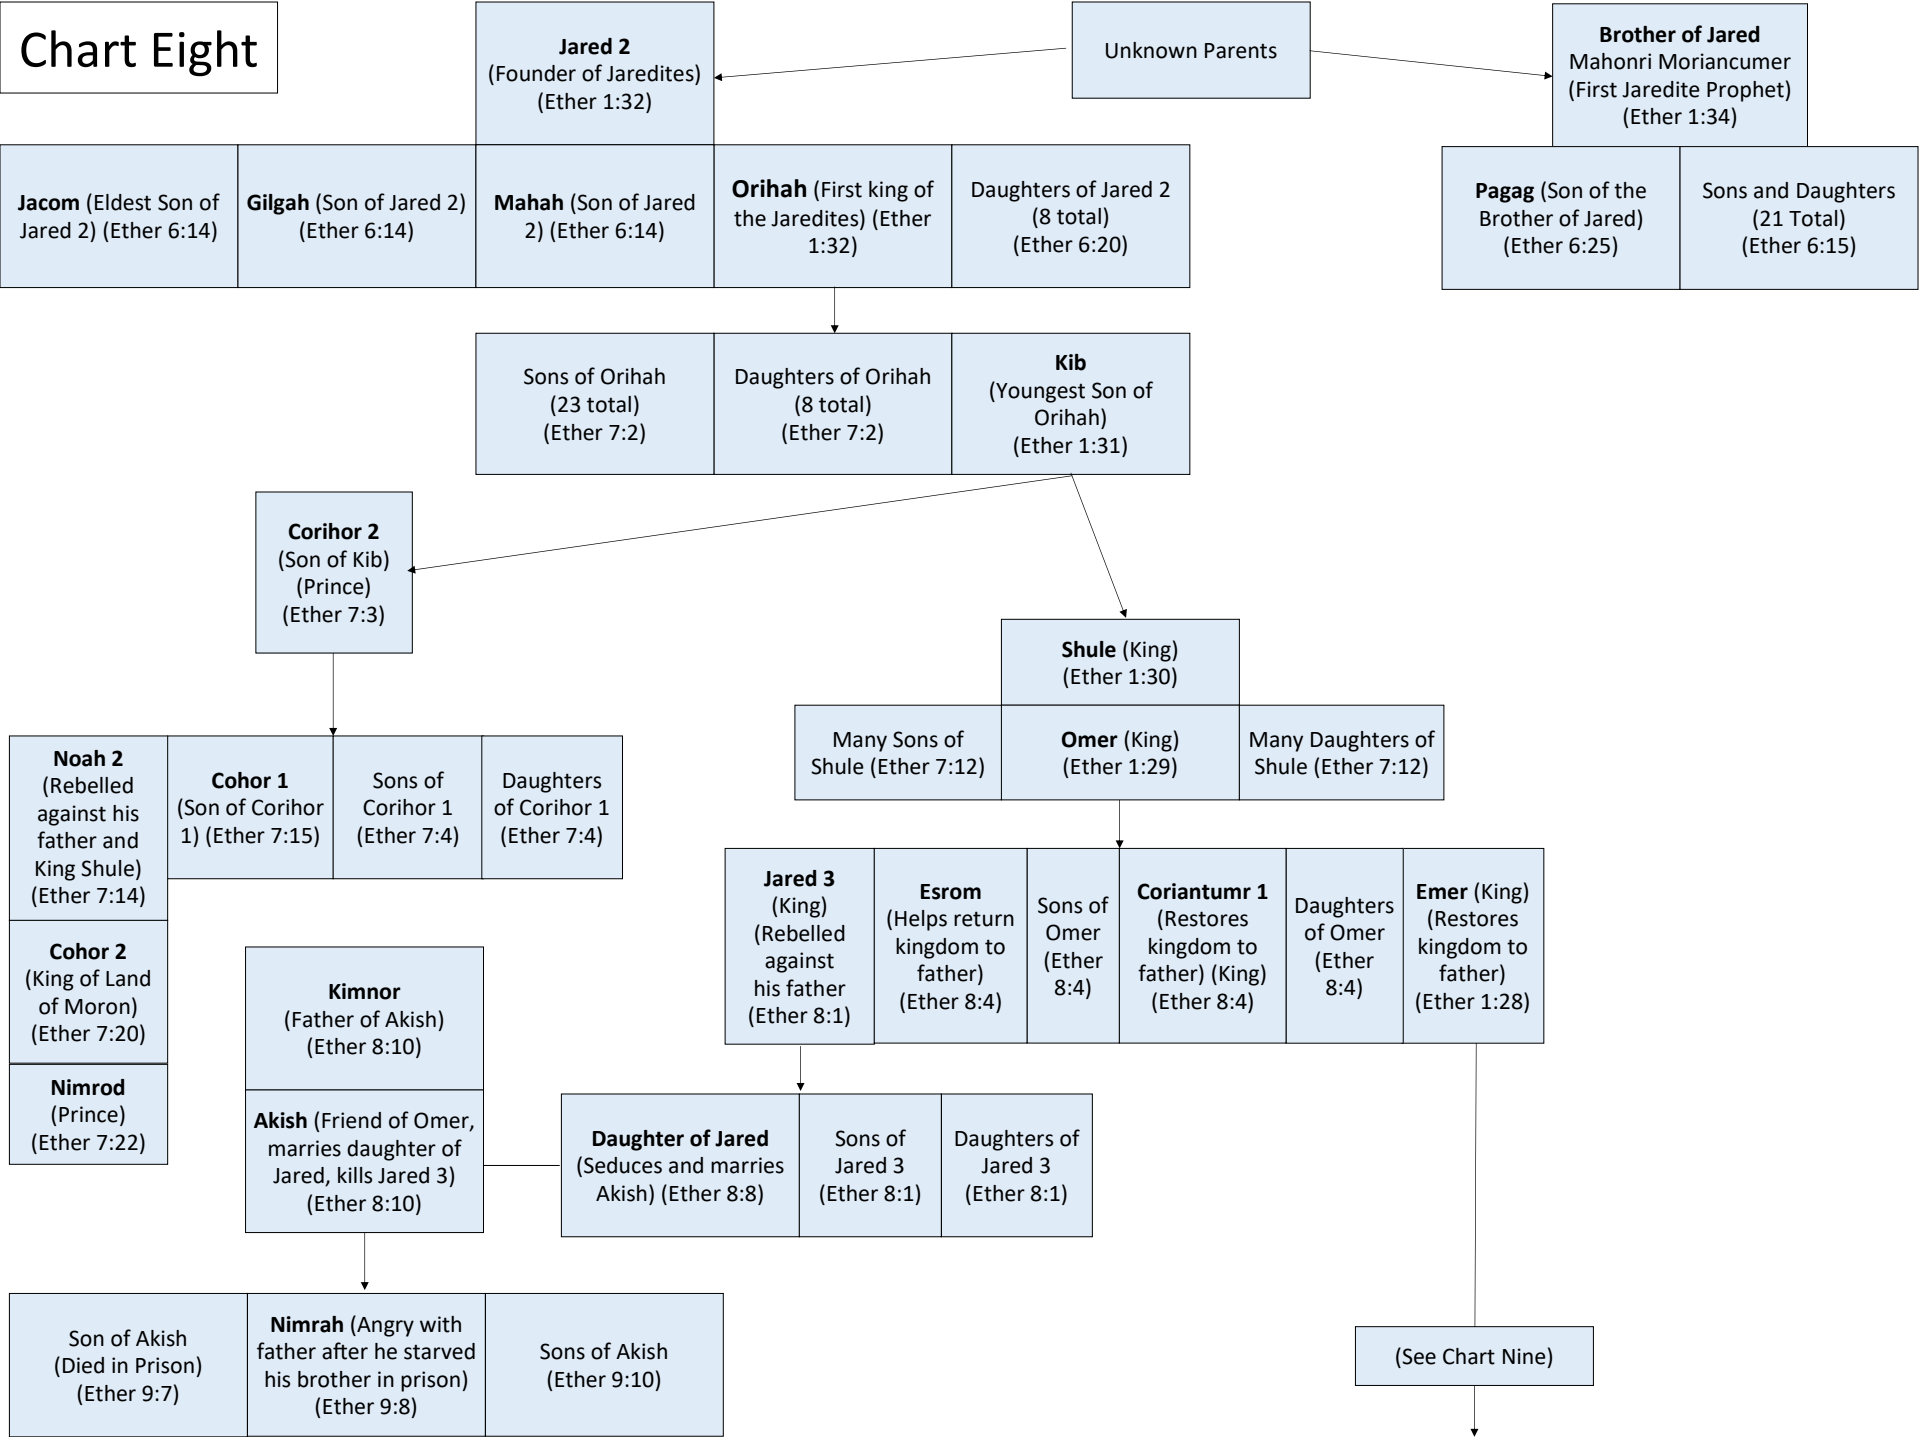 Chart Eight
Jared 2
(Founder of Jaredites)
(Ether 1:32)
Unknown Parents
Brother of Jared
Mahonri Moriancumer
(First Jaredite Prophet)
(Ether 1:34)
Jacom (Eldest Son of
Jared 2) (Ether 6:14)
Gilgah (Son of Jared 2)
(Ether 6:14)
Mahah (Son of Jared
2) (Ether 6:14)
Orihah (First king of
the Jaredites) (Ether
1:32)
Daughters of Jared 2
(8 total)
(Ether 6:20)
Pagag (Son of the
Brother of Jared)
(Ether 6:25)
Sons and Daughters
(21 Total)
(Ether 6:15)
Sons of Orihah
(23 total)
(Ether 7:2)
Daughters of Orihah
(8 total)
(Ether 7:2)
Kib
(Youngest Son of
Orihah)
(Ether 1:31)
Corihor 2
(Son of Kib)
(Prince)
(Ether 7:3)
Shule (King)
(Ether 1:30)
Many Sons of
Shule (Ether 7:12)
Omer (King)
(Ether 1:29)
Many Daughters of
Shule (Ether 7:12)
Noah 2
(Rebelled
against his
father and
King Shule)
(Ether 7:14)
Cohor 1
(Son of Corihor
1) (Ether 7:15)
Sons of
Corihor 1
(Ether 7:4)
Daughters
of Corihor 1
(Ether 7:4)
Cohor 2
(King of Land
of Moron)
(Ether 7:20)
Nimrod
(Prince)
(Ether 7:22)
Jared 3
(King)
(Rebelled
against
his father
(Ether 8:1)
Esrom
(Helps return
kingdom to
father)
(Ether 8:4)
Sons of
Omer
(Ether
8:4)
Coriantumr 1
(Restores
kingdom to
father) (King)
(Ether 8:4)
Daughters
of Omer
(Ether
8:4)
Emer (King)
(Restores
kingdom to
father)
(Ether 1:28)
Kimnor
(Father of Akish)
(Ether 8:10)
Akish (Friend of Omer,
marries daughter of
Jared, kills Jared 3)
(Ether 8:10)
Daughter of Jared
(Seduces and marries
Akish) (Ether 8:8)
Sons of
Jared 3
(Ether 8:1)
Daughters of
Jared 3
(Ether 8:1)
Son of Akish
(Died in Prison)
(Ether 9:7)
Nimrah (Angry with
father after he starved
his brother in prison)
(Ether 9:8)
Sons of Akish
(Ether 9:10)
(See Chart Nine)